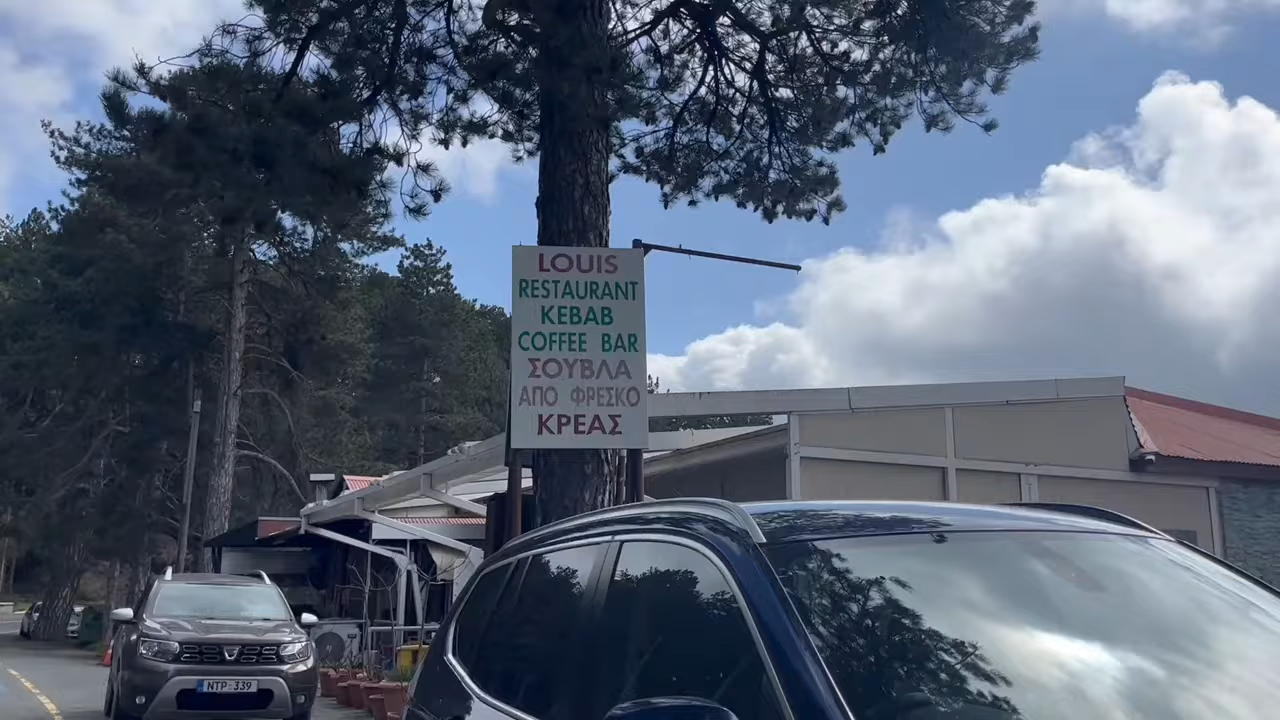 LOUIS
RESTAURANT
KEBAB
COFFEE BAR
ΣΟΥΒΛΑ
ΑΠΟ ΦΡΕΣΚΟ
ΚΡΕΑΣ
NTP·339